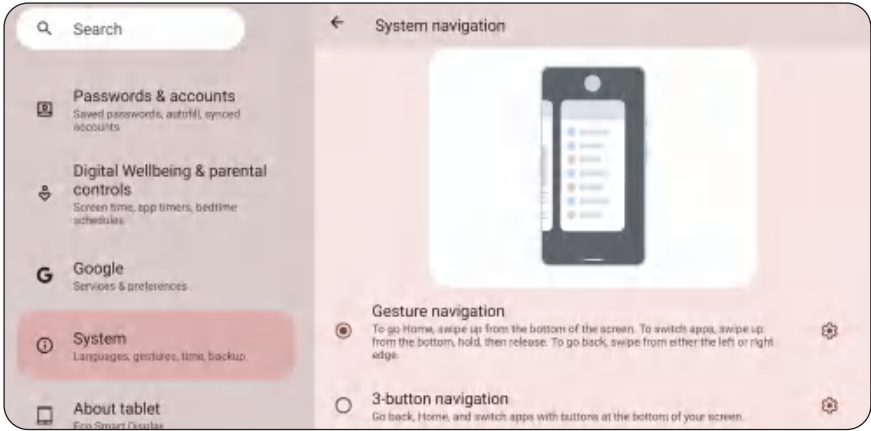 Search
Passwords & accounts
Saved passwords, autofill, synced
accounts
Digital Wellbeing & parental
controls
Screen time, app timers, bedtime
schedules
Google
Services & preferences
System
Languages, gestures, time, backup
About tablet
Eco Smart Display
System navigation
Gesture navigation
To go Home, swipe up from the bottom of the screen. To switch apps, swipe up
from the bottom, hold, then release. To go back, swipe from either the left or right
edge.
3-button navigation
Go back, Home, and switch apps with buttons at the bottom of your screen.